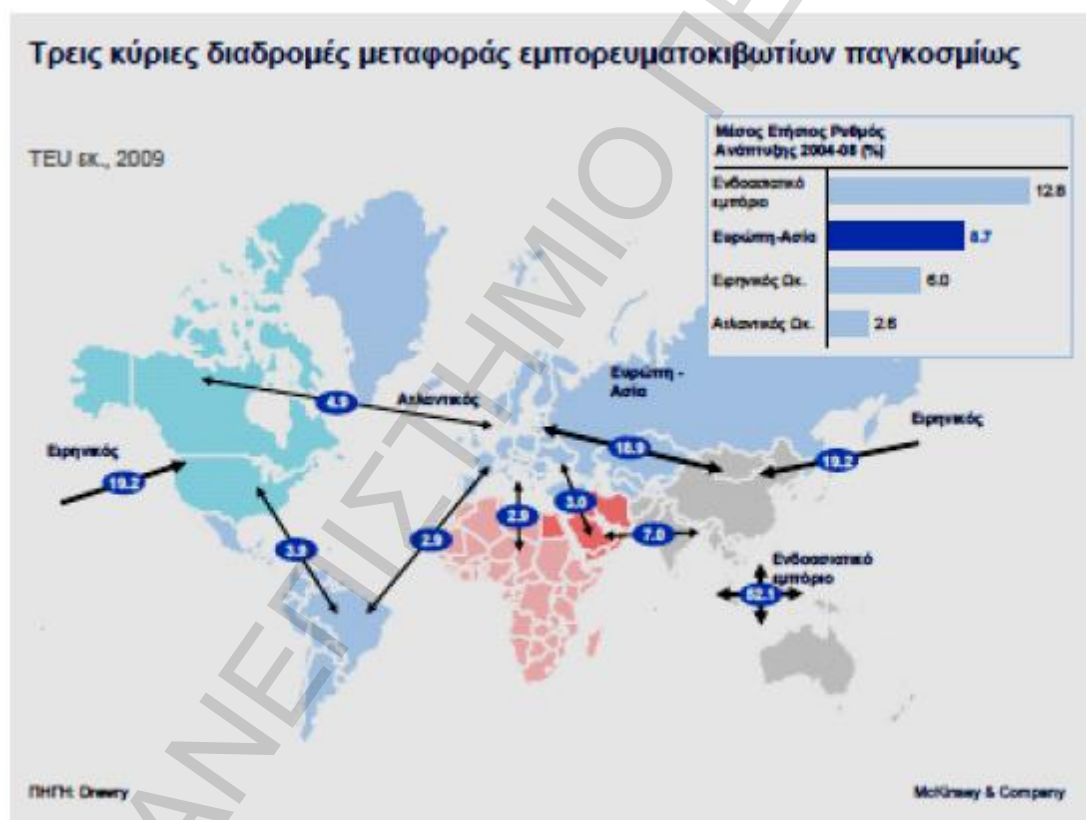 Τρεις κύριες διαδρομές μεταφοράς εμπορευματοκιβωτίων παγκοσμίως
TEU εκ., 2009
Μέσος Ετήσιος Ρυθμός
Ανάπτυξης 2004-08 (%)
Ενδοασιατικό
εμπόριο
12.8
Ευρώπη-Ασία
8.7
Ειρηνικός Ωκ.
6.0
Ατλαντικός Ωκ.
2.6
Ευρώπη -
Ασία
Ατλαντικός
4.9
Ειρηνικός
Ειρηνικός
18.9
19.2
19.2
3.0
2.9
2.9
7.0
3.9
Ενδοασιατικό
εμπόριο
52.1
ΠΗΓΗ: Drewry
McKinsey & Company